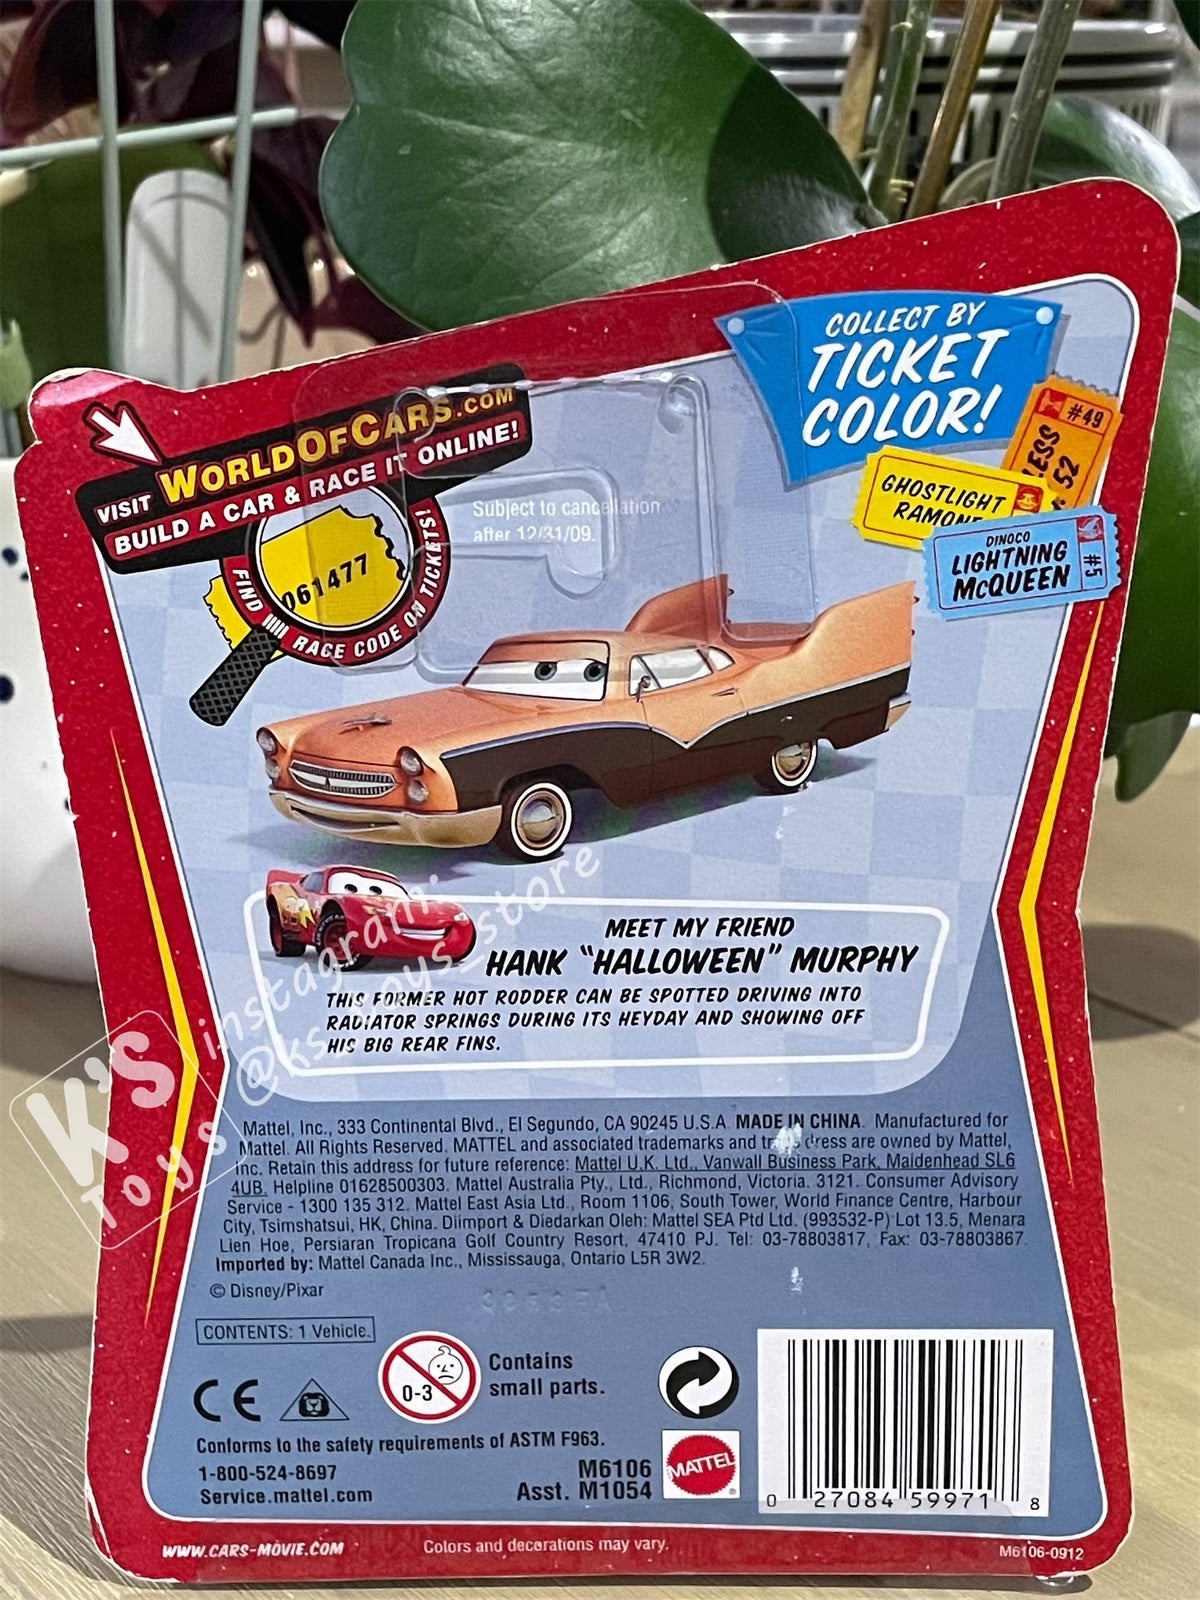 COLLECT BY
TICKET
COLOR!
#49
52
GHOSTLIGHT
RAMONE
DINOCO
LIGHTNING
McQUEEN
#5
VISIT WORLDOFCARS.COM
BUILD A CAR & RACE IT ONLINE!
Subject to cancellation
after 12/31/09.
061477
FIND RACE CODE ON TICKETS!
MEET MY FRIEND
HANK "HALLOWEEN" MURPHY
THIS FORMER HOT RODDER CAN BE SPOTTED DRIVING INTO
RADIATOR SPRINGS DURING ITS HEYDAY AND SHOWING OFF
HIS BIG REAR FINS.
instagram:
@ks_toys_store
K'S
Toys
Mattel, Inc., 333 Continental Blvd., El Segundo, CA 90245 U.S.A. MADE IN CHINA. Manufactured for
Mattel. All Rights Reserved. MATTEL and associated trademarks and trade dress are owned by Mattel,
Inc. Retain this address for future reference: Mattel U.K. Ltd., Vanwall Business Park, Maidenhead SL6
4UB. Helpline 01628500303. Mattel Australia Pty., Ltd., Richmond, Victoria. 3121. Consumer Advisory
Service - 1300 135 312. Mattel East Asia Ltd., Room 1106, South Tower, World Finance Centre, Harbour
City, Tsimshatsui, HK, China. Diimport & Diedarkan Oleh: Mattel SEA Ptd Ltd. (993532-P) Lot 13.5, Menara
Lien Hoe, Persiaran Tropicana Golf Country Resort, 47410 PJ. Tel: 03-78803817, Fax: 03-78803867.
Imported by: Mattel Canada Inc., Mississauga, Ontario L5R 3W2.
© Disney/Pixar
CONTENTS: 1 Vehicle.
CE
0-3
Contains
small parts.
Conforms to the safety requirements of ASTM F963.
1-800-524-8697
Service.mattel.com
M6106
Asst. M1054
MATTEL
0 27084 59971 8
WWW.CARS-MOVIE.COM
Colors and decorations may vary.
M6106-0912